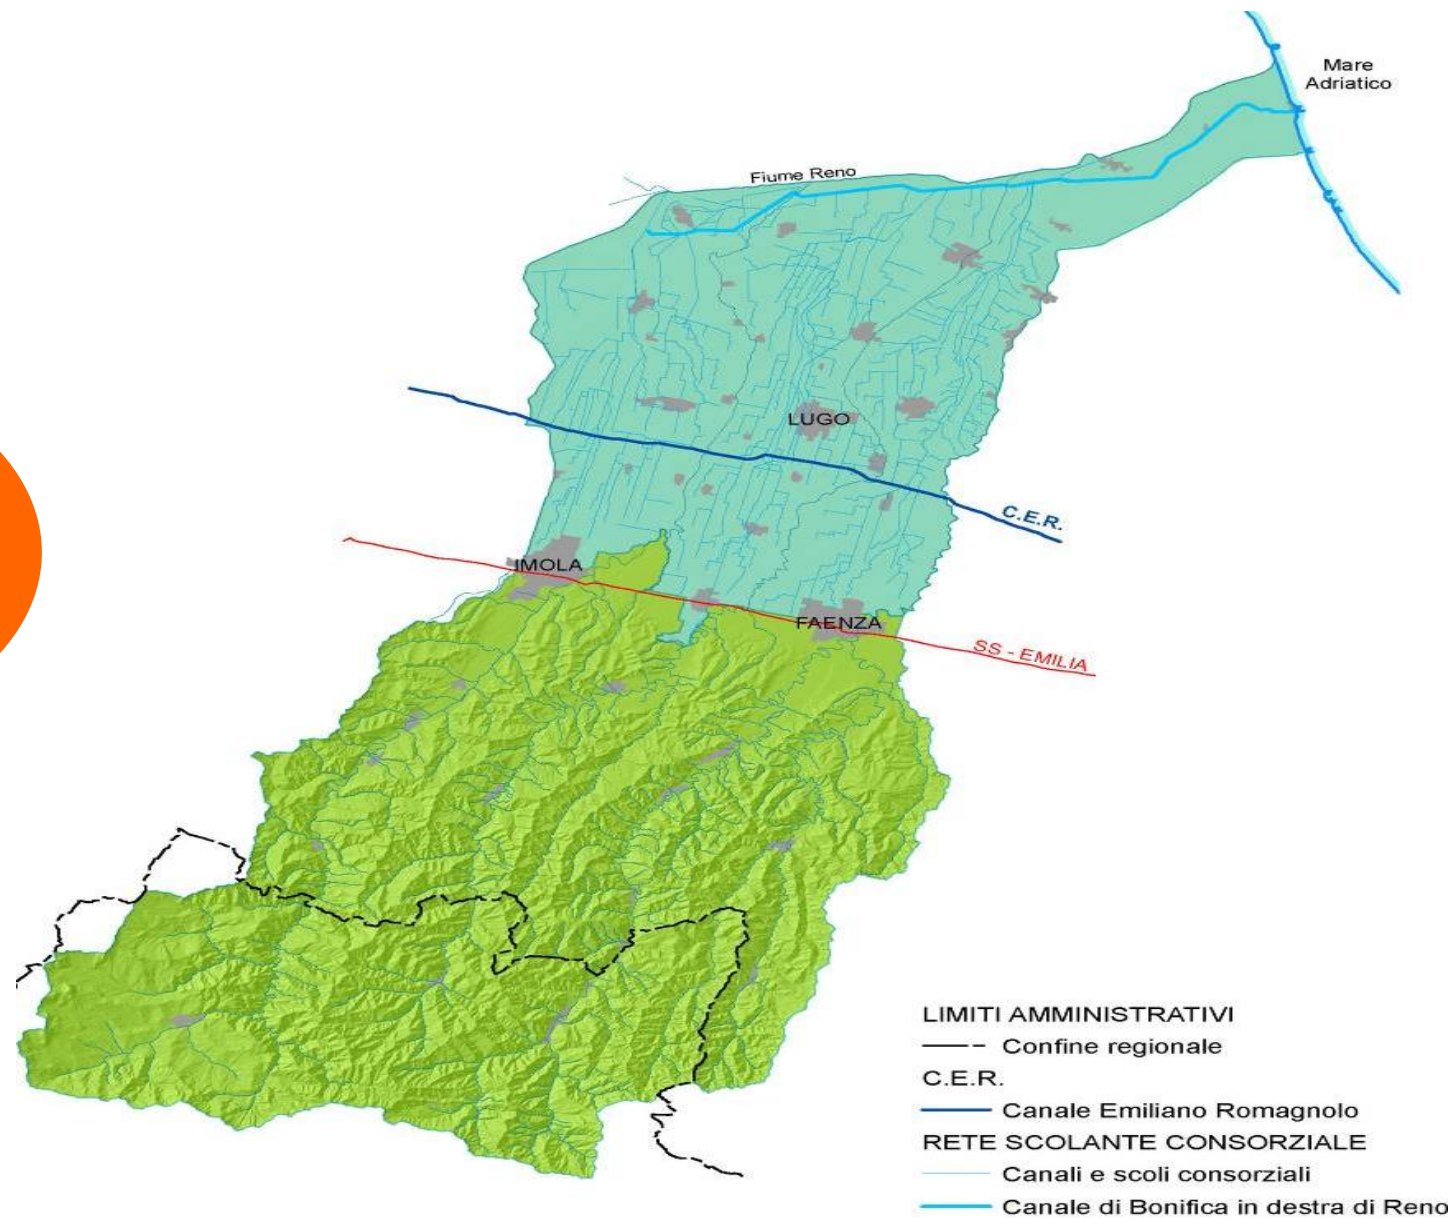 Mare
Adriatico
Fiume Reno
LUGO
C.E.R.
IMOLA
FAENZA
SS - EMILIA
LIMITI AMMINISTRATIVI
Confine regionale
C.E.R.
Canale Emiliano Romagnolo
RETE SCOLANTE CONSORZIALE
Canali e scoli consorziali
Canale di Bonifica in destra di Reno